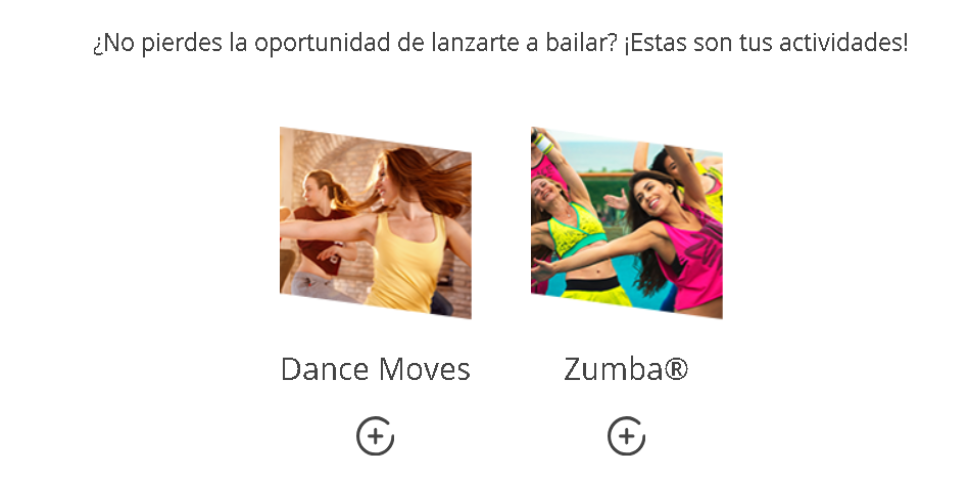 ¿No pierdes la oportunidad de lanzarte a bailar? ¡Estas son tus actividades!
Dance Moves
Zumba®